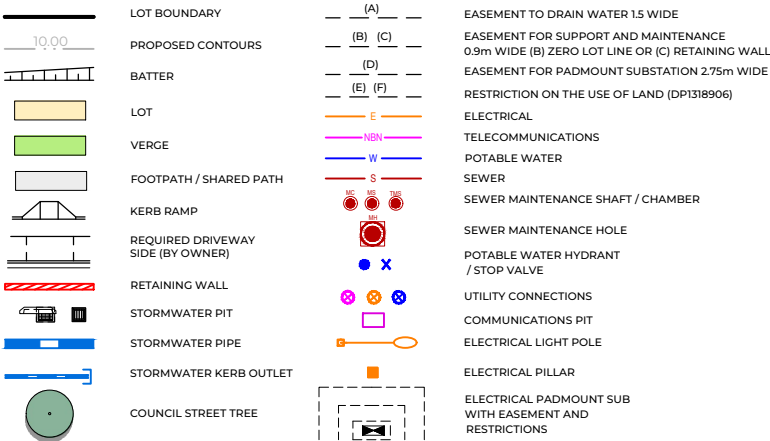 LOT BOUNDARY
10.00
PROPOSED CONTOURS
BATTER
LOT
VERGE
FOOTPATH / SHARED PATH
KERB RAMP
REQUIRED DRIVEWAY
SIDE (BY OWNER)
RETAINING WALL
STORMWATER PIT
STORMWATER PIPE
STORMWATER KERB OUTLET
COUNCIL STREET TREE
(A)
EASEMENT TO DRAIN WATER 1.5 WIDE
(B) (C)
EASEMENT FOR SUPPORT AND MAINTENANCE
0.9m WIDE (B) ZERO LOT LINE OR (C) RETAINING WALL
(D)
EASEMENT FOR PADMOUNT SUBSTATION 2.75m WIDE
(E) (F)
RESTRICTION ON THE USE OF LAND (DP1318906)
E
ELECTRICAL
NBN
TELECOMMUNICATIONS
W
POTABLE WATER
S
SEWER
MC MS TMS
SEWER MAINTENANCE SHAFT / CHAMBER
MH
SEWER MAINTENANCE HOLE
POTABLE WATER HYDRANT
/ STOP VALVE
UTILITY CONNECTIONS
COMMUNICATIONS PIT
ELECTRICAL LIGHT POLE
ELECTRICAL PILLAR
ELECTRICAL PADMOUNT SUB
WITH EASEMENT AND
RESTRICTIONS